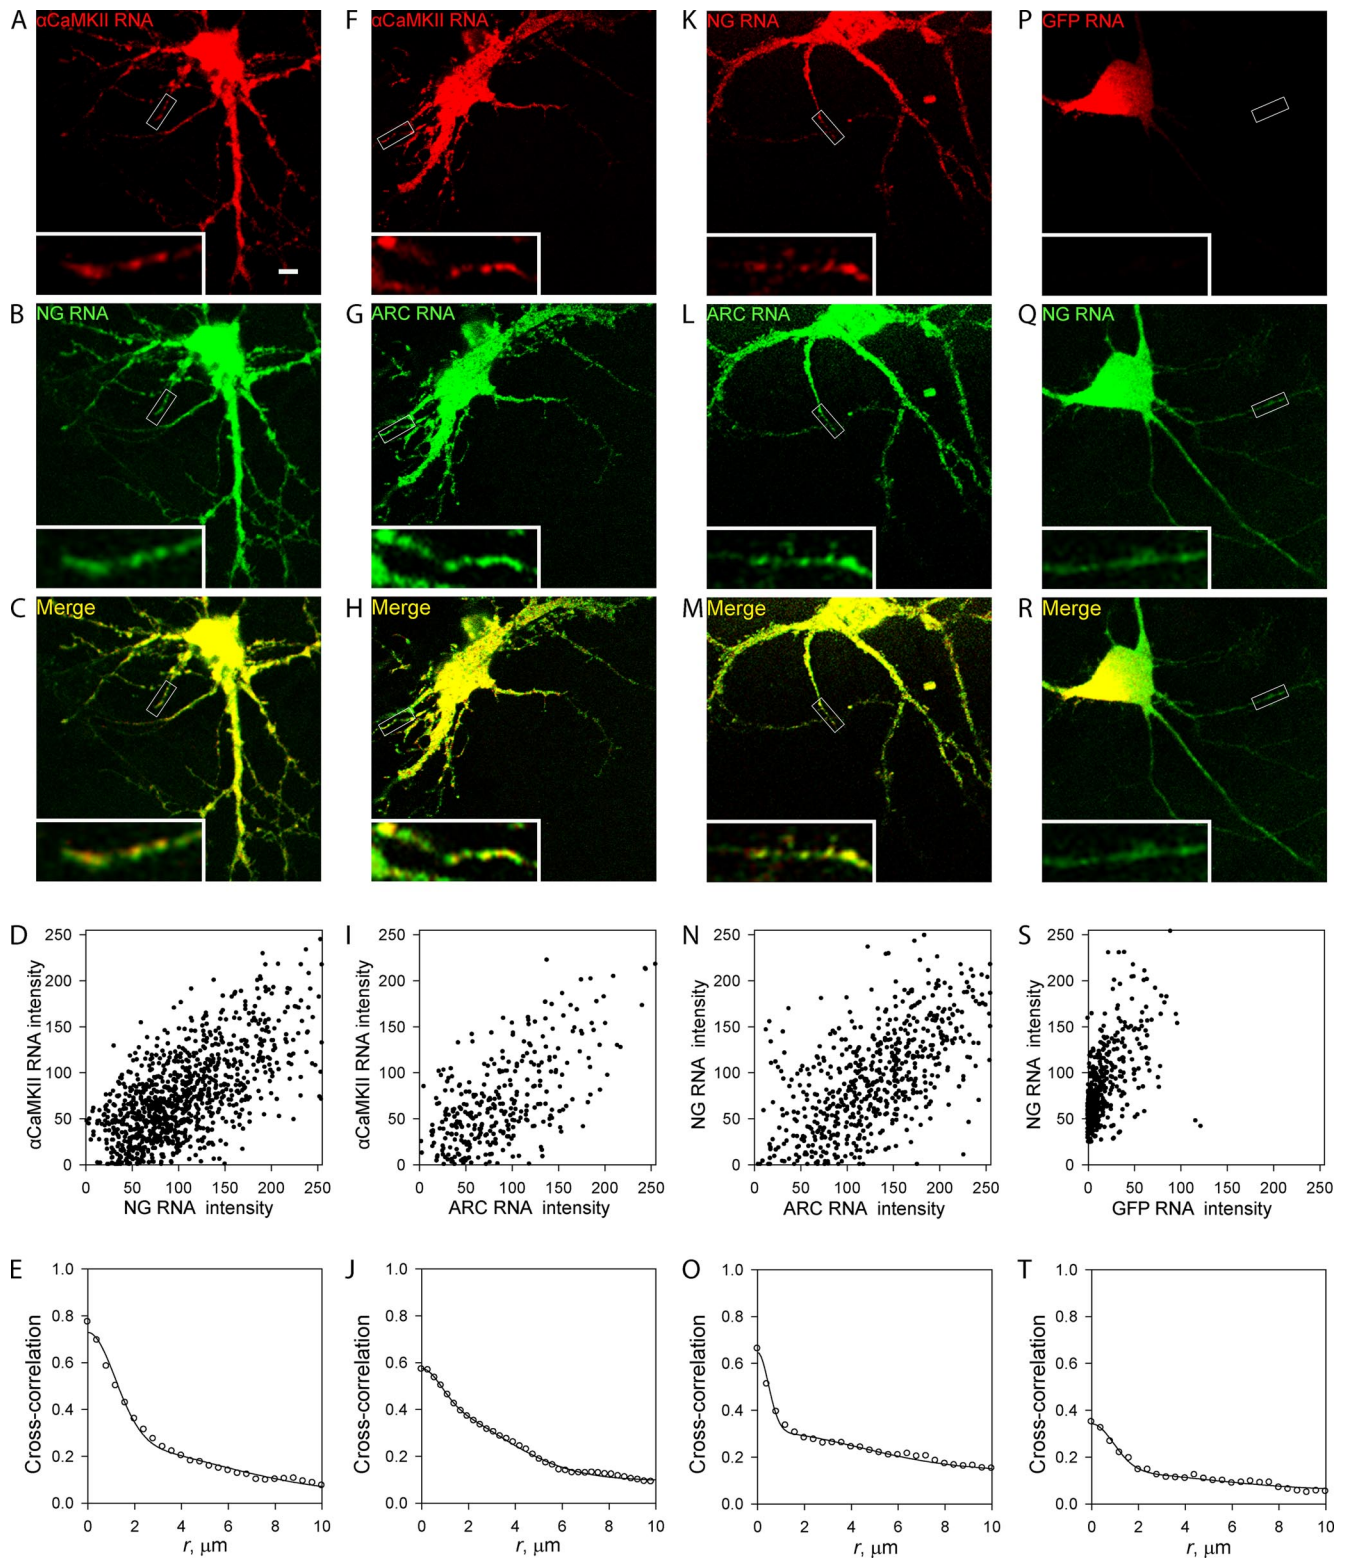 A αCaMKII RNA
F αCaMKII RNA
K NG RNA
P GFP RNA
B NG RNA
G ARC RNA
L ARC RNA
Q NG RNA
C Merge
H Merge
M Merge
R Merge
D
αCaMKII RNA intensity
250
200
150
100
50
0
0 50 100 150 200 250
NG RNA intensity
I
αCaMKII RNA intensity
250
200
150
100
50
0
0 50 100 150 200 250
ARC RNA intensity
N
NG RNA intensity
250
200
150
100
50
0
0 50 100 150 200 250
ARC RNA intensity
S
NG RNA intensity
250
200
150
100
50
0
0 50 100 150 200 250
GFP RNA intensity
E
Cross-correlation
1.0
0.8
0.6
0.4
0.2
0.0
0 2 4 6 8 10
r, μm
J
Cross-correlation
1.0
0.8
0.6
0.4
0.2
0.0
0 2 4 6 8 10
r, μm
O
Cross-correlation
1.0
0.8
0.6
0.4
0.2
0.0
0 2 4 6 8 10
r, μm
T
Cross-correlation
1.0
0.8
0.6
0.4
0.2
0.0
0 2 4 6 8 10
r, μm